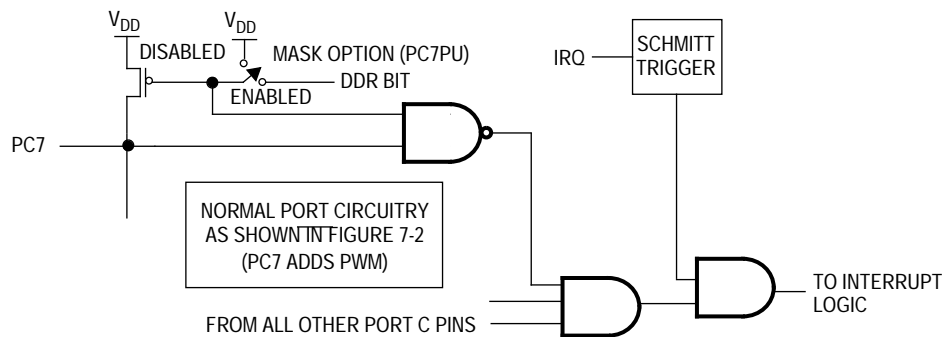 VDD
VDD
DISABLED
MASK OPTION (PC7PU)
DDR BIT
ENABLED
IRQ
SCHMITT
TRIGGER
PC7
NORMAL PORT CIRCUITRY
AS SHOWN IN FIGURE 7-2
(PC7 ADDS PWM)
TO INTERRUPT
LOGIC
FROM ALL OTHER PORT C PINS